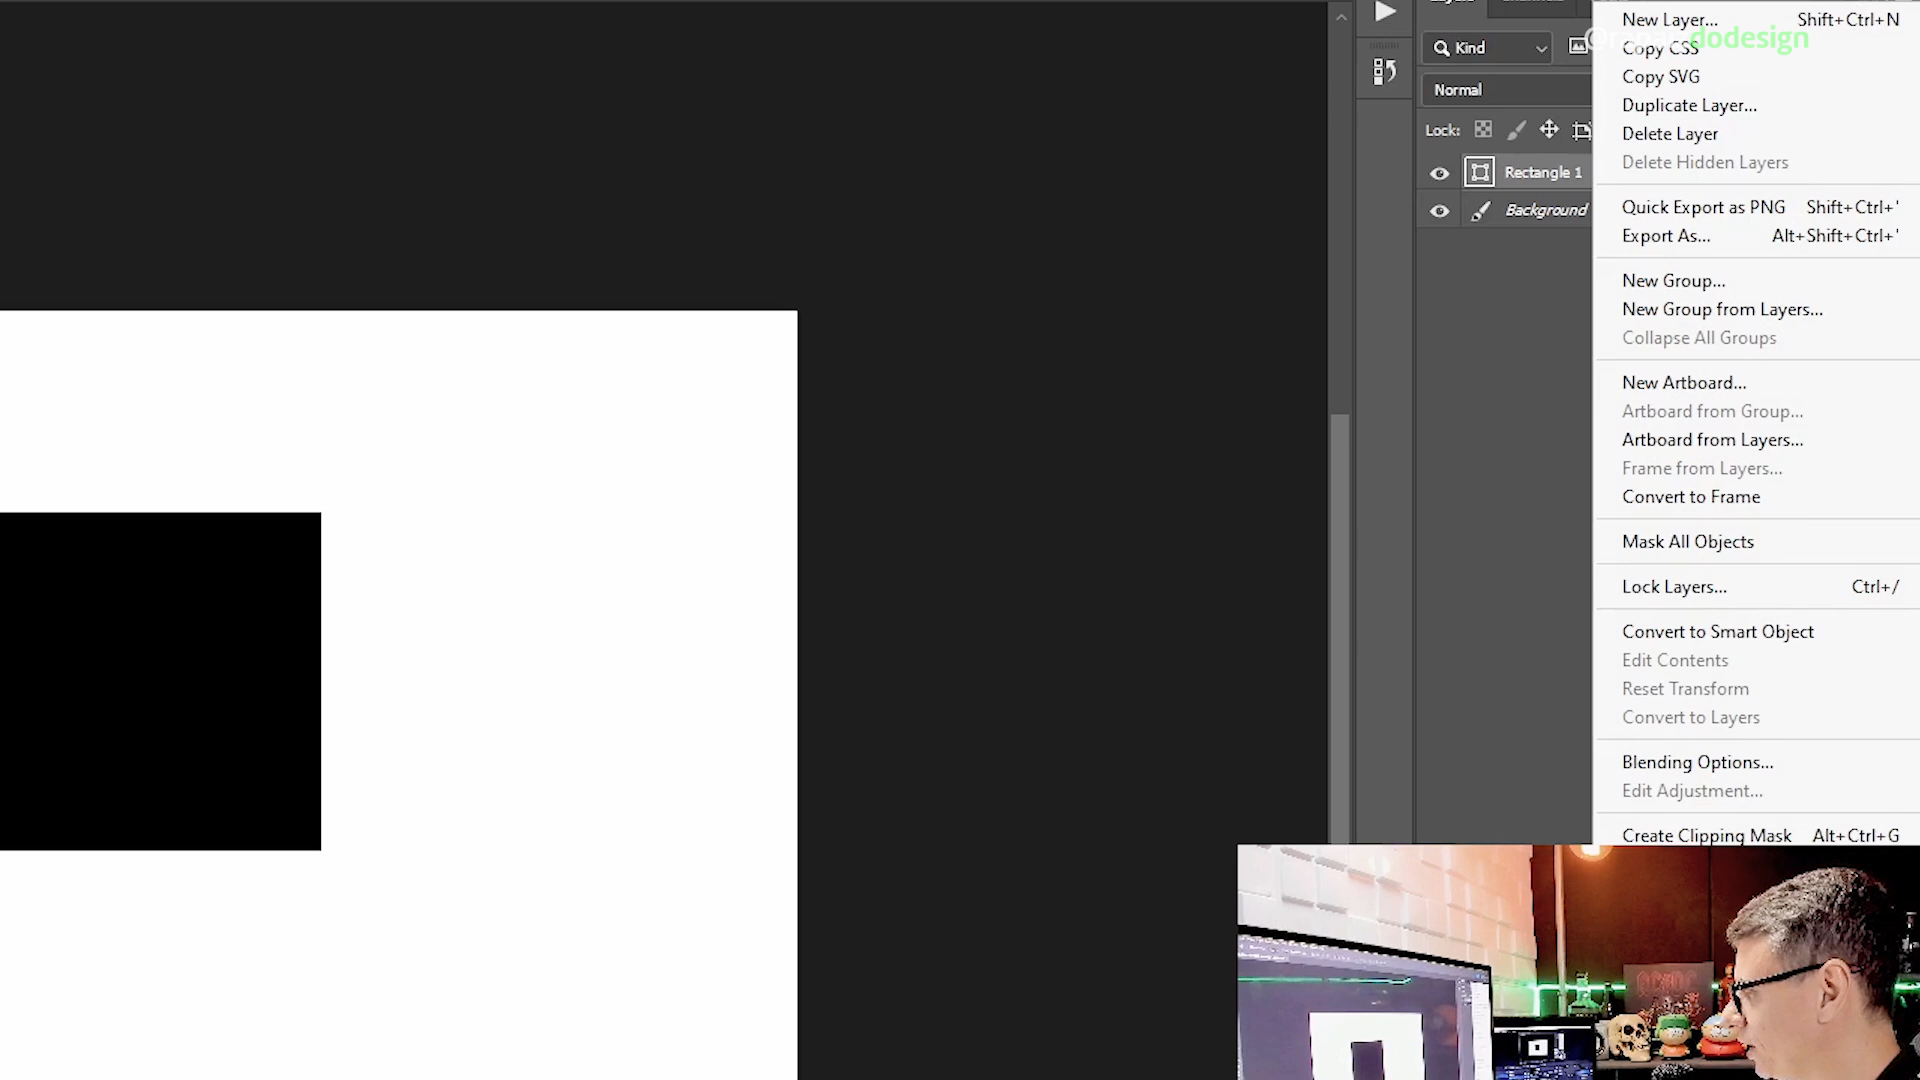 New Layer... Shift+Ctrl+N
dodesign
Kind
Copy CSS
Copy SVG
Normal
Duplicate Layer...
Lock:
Delete Layer
Delete Hidden Layers
Rectangle 1
Background
Quick Export as PNG Shift+Ctrl+'
Export As... Alt+Shift+Ctrl+'
New Group...
New Group from Layers...
Collapse All Groups
New Artboard...
Artboard from Group...
Artboard from Layers...
Frame from Layers...
Convert to Frame
Mask All Objects
Lock Layers... Ctrl+/
Convert to Smart Object
Edit Contents
Reset Transform
Convert to Layers
Blending Options...
Edit Adjustment...
Create Clipping Mask Alt+Ctrl+G